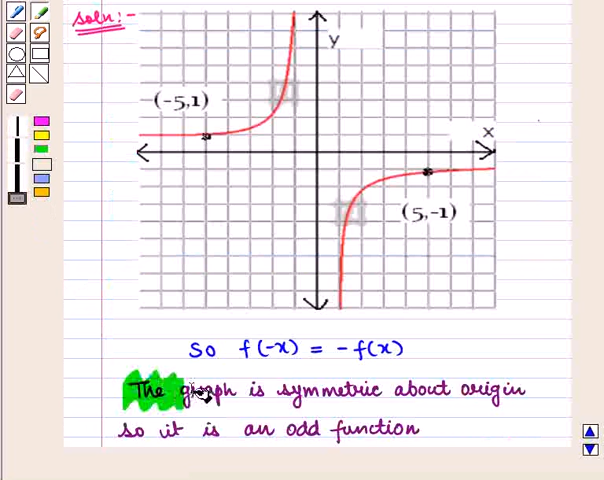 Soln:-
y
(-5,1)
x
(5,-1)
So f(-x) = -f(x)
The graph is symmetric about origin
so it is an odd function